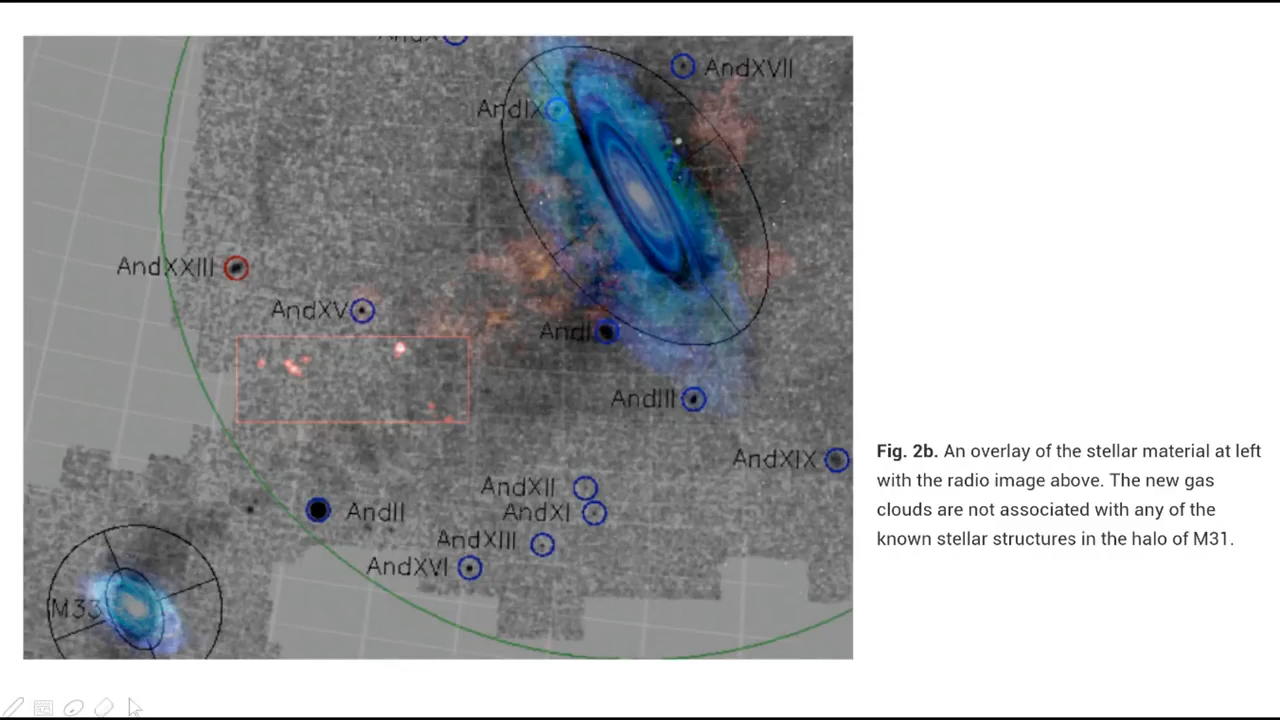 AndXVII
AndIX
AndXXIII
AndXV
AndI
AndIII
AndXIX
AndXII
AndXI
AndII
AndXIII
AndXVI
M33
Fig. 2b. An overlay of the stellar material at left
with the radio image above. The new gas
clouds are not associated with any of the
known stellar structures in the halo of M31.